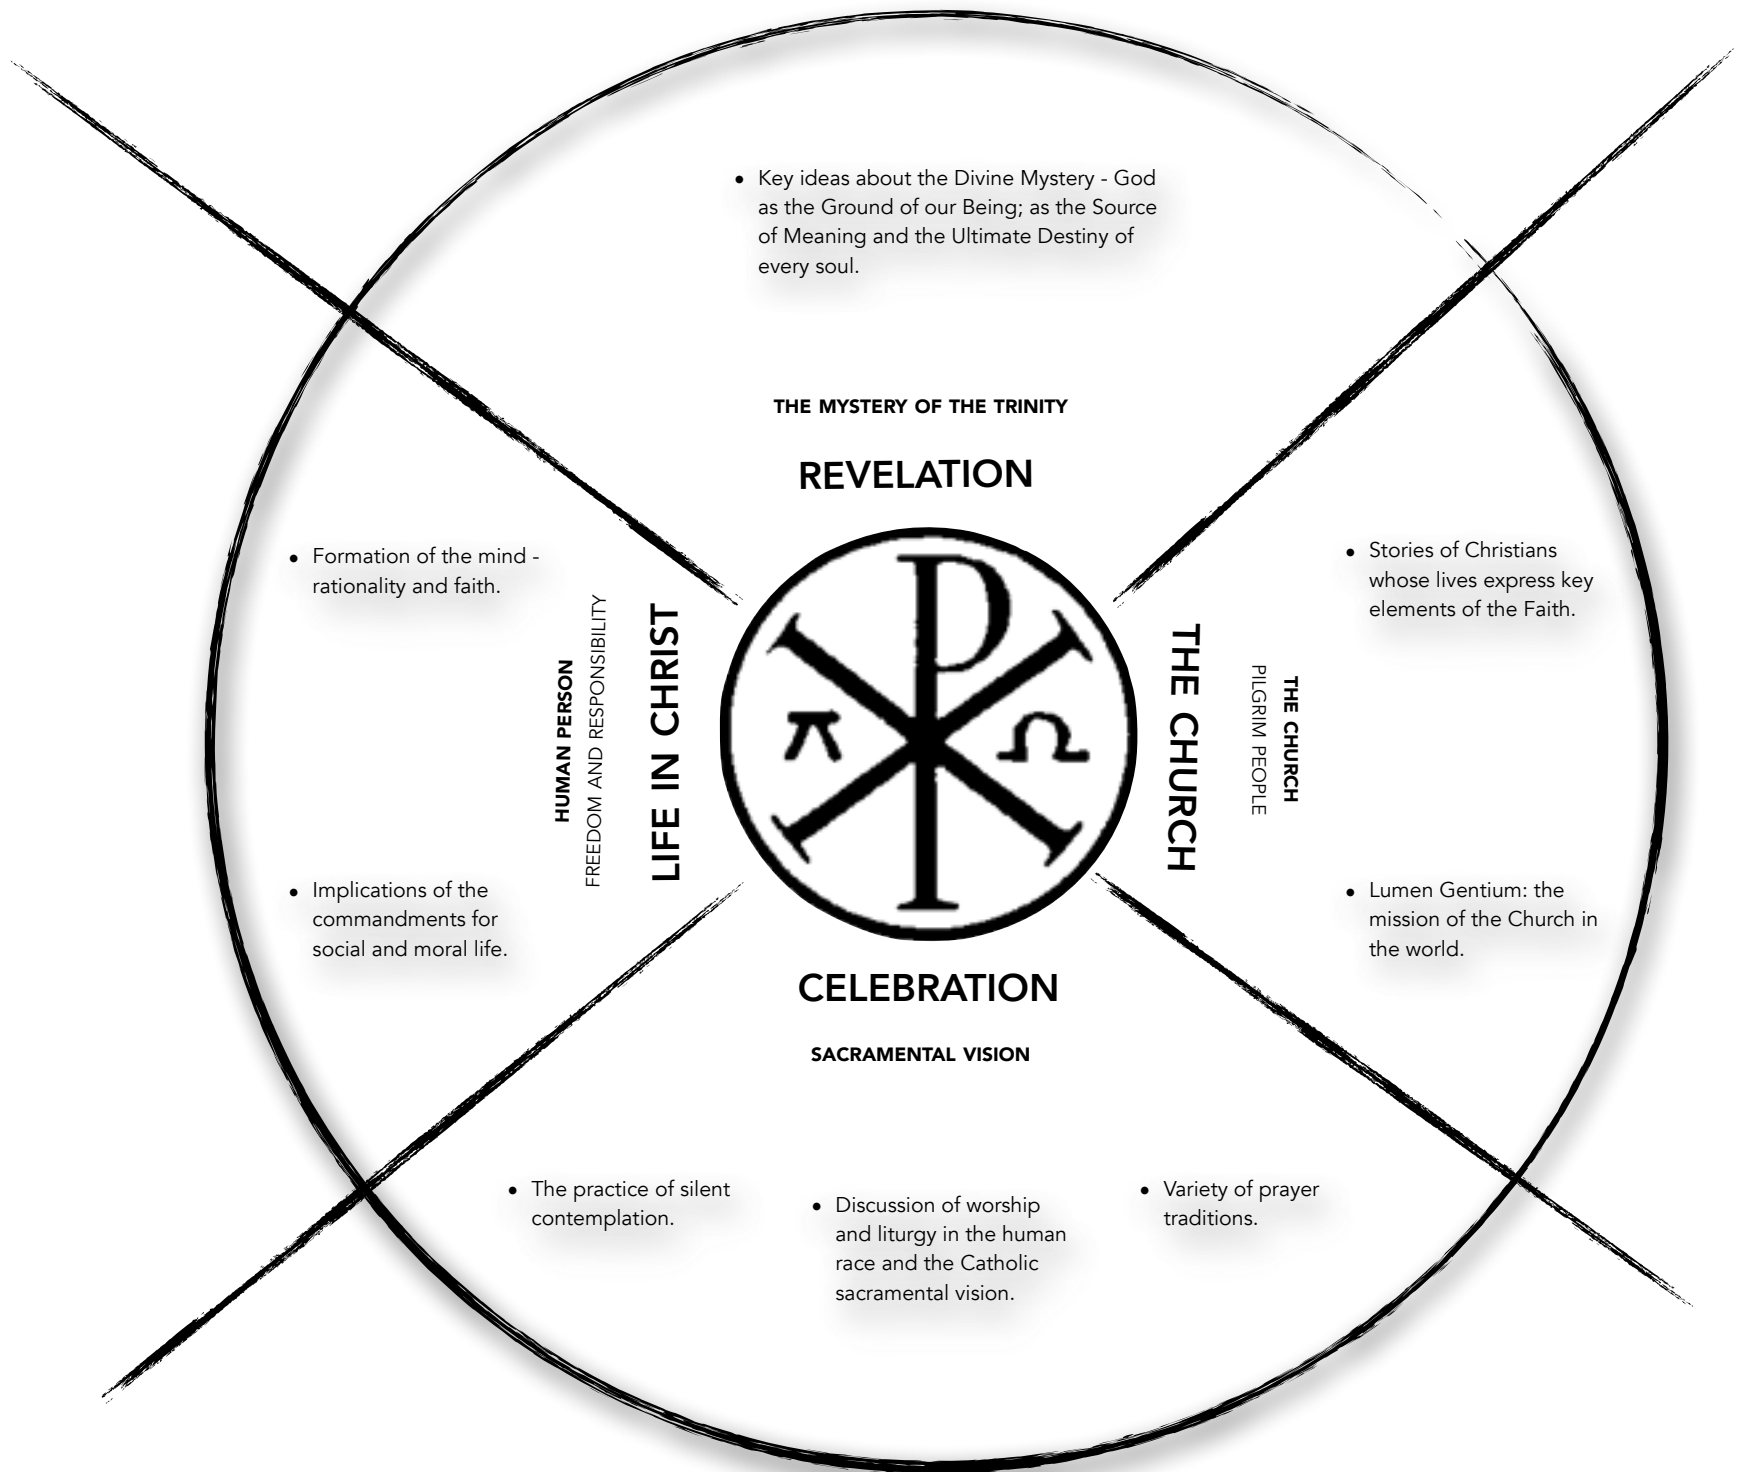 • Key ideas about the Divine Mystery - God
as the Ground of our Being; as the Source
of Meaning and the Ultimate Destiny of
every soul.
THE MYSTERY OF THE TRINITY
REVELATION
• Formation of the mind -
rationality and faith.
• Implications of the
commandments for
social and moral life.
HUMAN PERSON
FREEDOM AND RESPONSIBILITY
LIFE IN CHRIST
Ω
THE CHURCH
THE CHURCH
PILGRIM PEOPLE
• Stories of Christians
whose lives express key
elements of the Faith.
• Lumen Gentium: the
mission of the Church in
the world.
CELEBRATION
SACRAMENTAL VISION
• The practice of silent
contemplation.
• Discussion of worship
and liturgy in the human
race and the Catholic
sacramental vision.
• Variety of prayer
traditions.